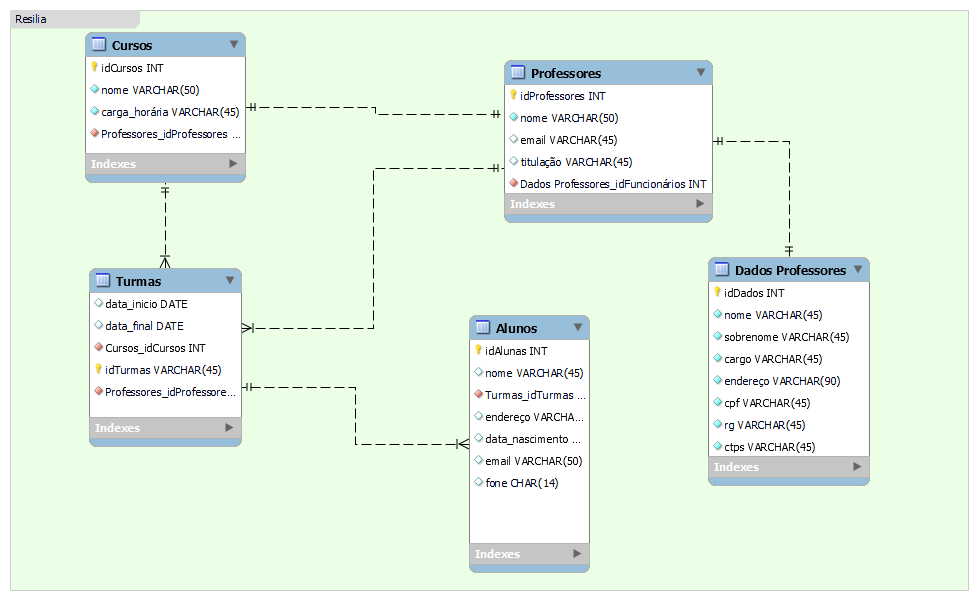 Resilia
Cursos
idCursos INT
nome VARCHAR(50)
carga_horária VARCHAR(45)
Professores_idProfessores ...
Indexes
Professores
idProfessores INT
nome VARCHAR(50)
email VARCHAR(45)
titulação VARCHAR(45)
Dados Professores_idFuncionários INT
Indexes
Turmas
data_inicio DATE
data_final DATE
Cursos_idCursos INT
idTurmas VARCHAR(45)
Professores_idProfessore...
Indexes
Alunos
idAlunas INT
nome VARCHAR(45)
Turmas_idTurmas ...
endereço VARCHA...
data_nascimento ...
email VARCHAR(50)
fone CHAR(14)
Indexes
Dados Professores
idDados INT
nome VARCHAR(45)
sobrenome VARCHAR(45)
cargo VARCHAR(45)
endereço VARCHAR(90)
cpf VARCHAR(45)
rg VARCHAR(45)
ctps VARCHAR(45)
Indexes